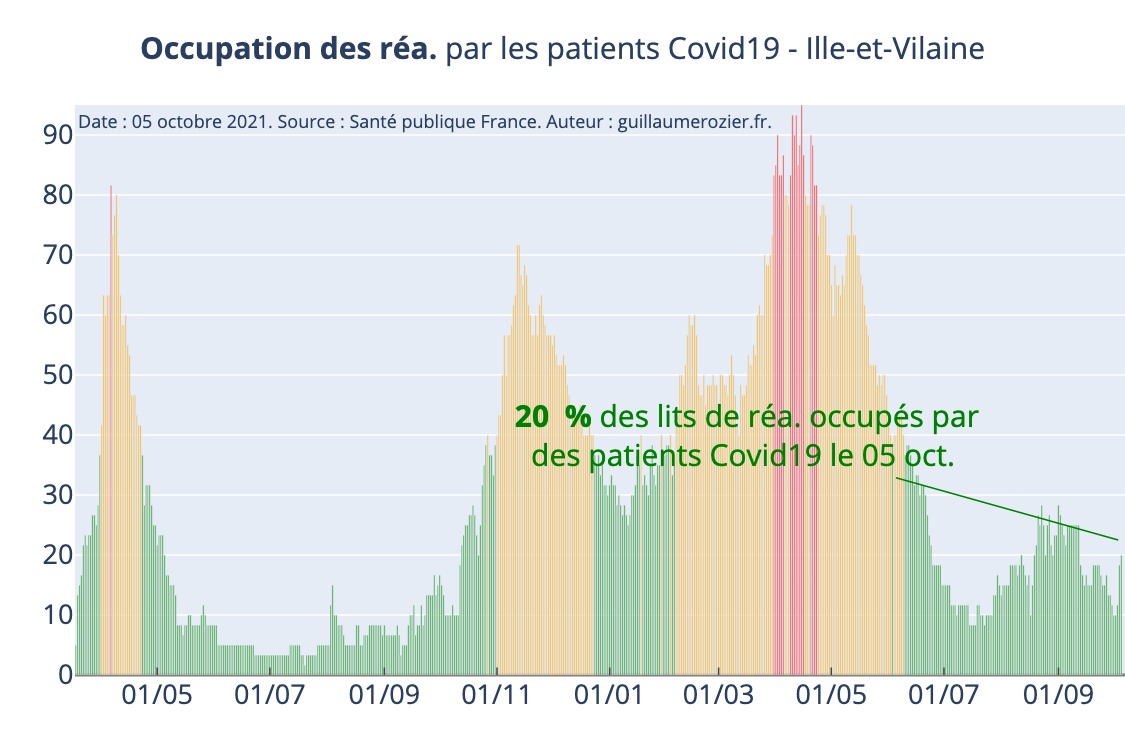 Occupation des réa. par les patients Covid19 - Ille-et-Vilaine
Date : 05 octobre 2021. Source : Santé publique France. Auteur : guillaumerozier.fr.
90
80
70
60
50
40
30
20
10
0
20 % des lits de réa. occupés par
des patients Covid19 le 05 oct.
01/05 01/07 01/09 01/11 01/01 01/03 01/05 01/07 01/09